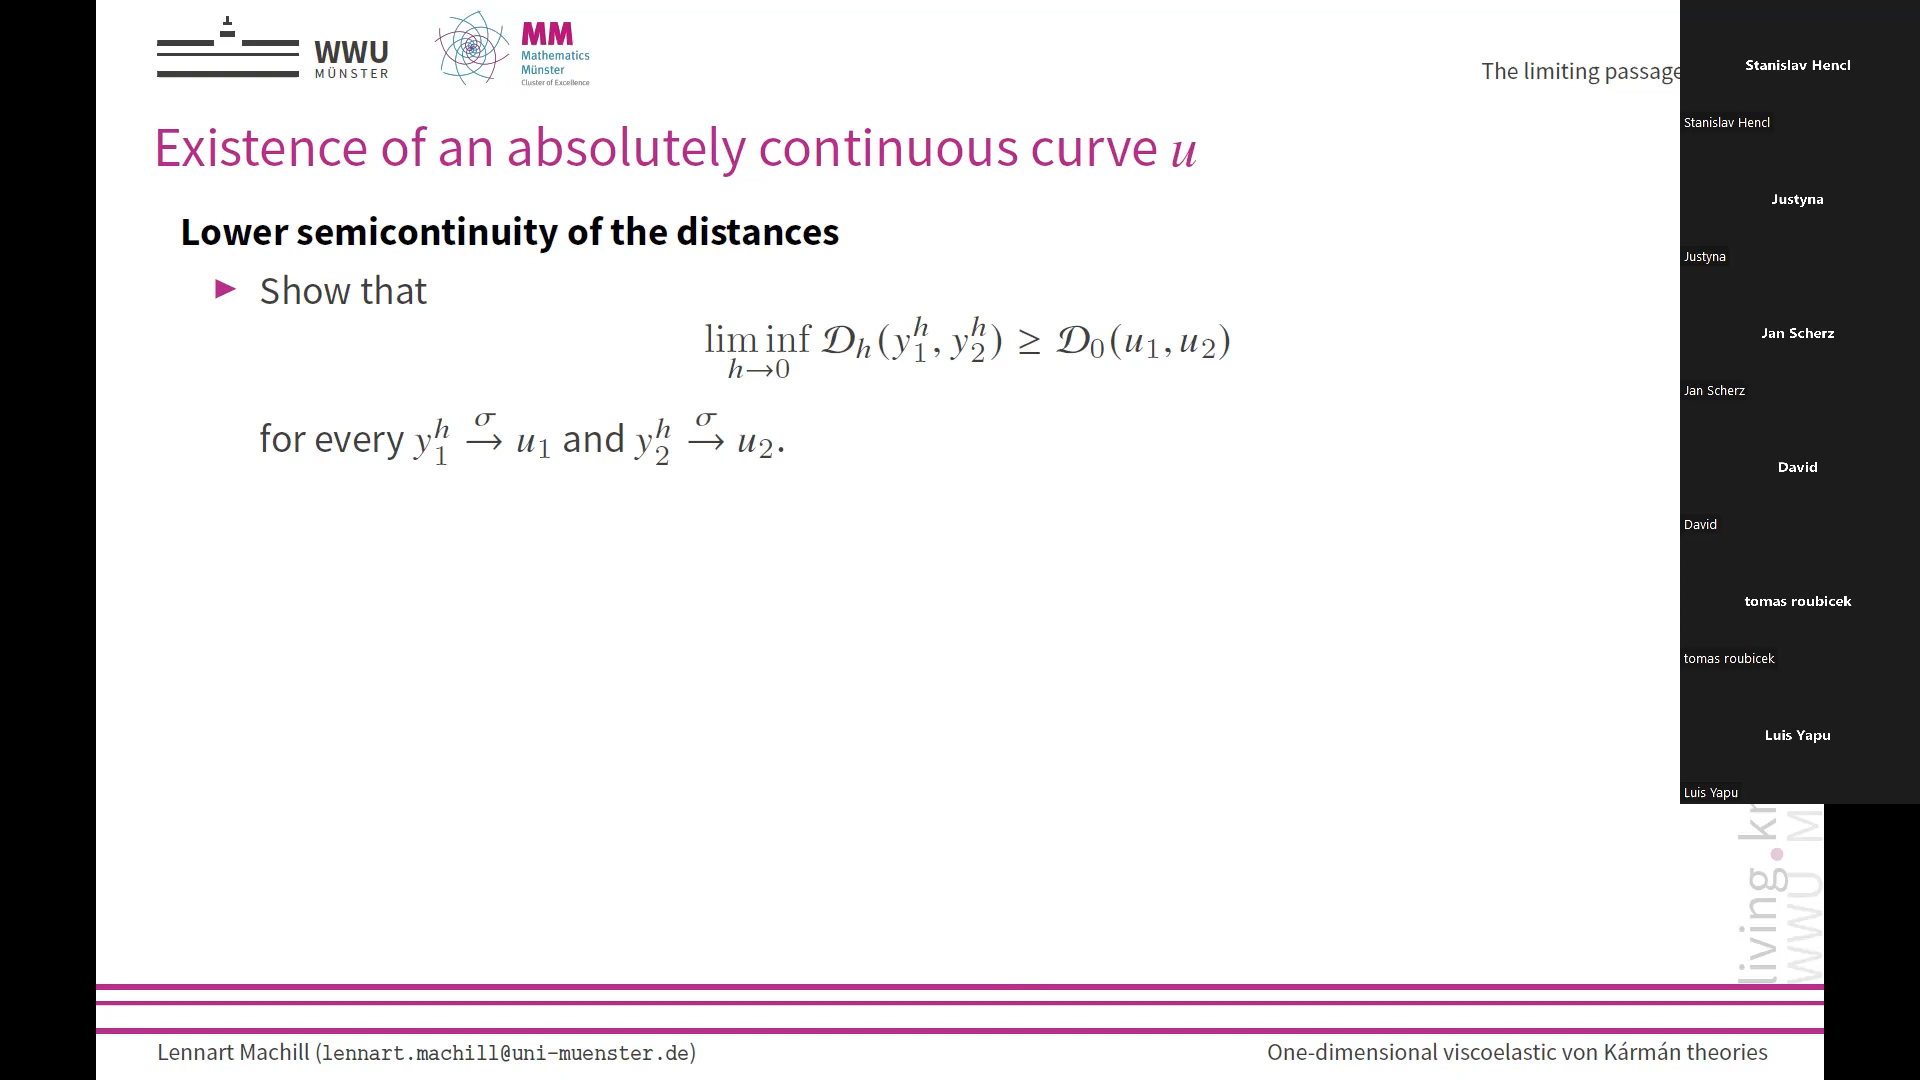 WWU
MÜNSTER
MM
Mathematics
Münster
Cluster of Excellence
The limiting passage
Existence of an absolutely continuous curve u
Lower semicontinuity of the distances
▶ Show that
lim inf_{h→0} 𝒟_h(y_1^h, y_2^h) ≥ 𝒟_0(u_1, u_2)
for every y_1^h →^σ u_1 and y_2^h →^σ u_2.
Stanislav Hencl
Stanislav Hencl
Justyna
Justyna
Jan Scherz
Jan Scherz
David
David
tomas roubicek
tomas roubicek
Luis Yapu
Luis Yapu
living
WWU M
Lennart Machill (lennart.machill@uni-muenster.de)
One-dimensional viscoelastic von Kármán theories